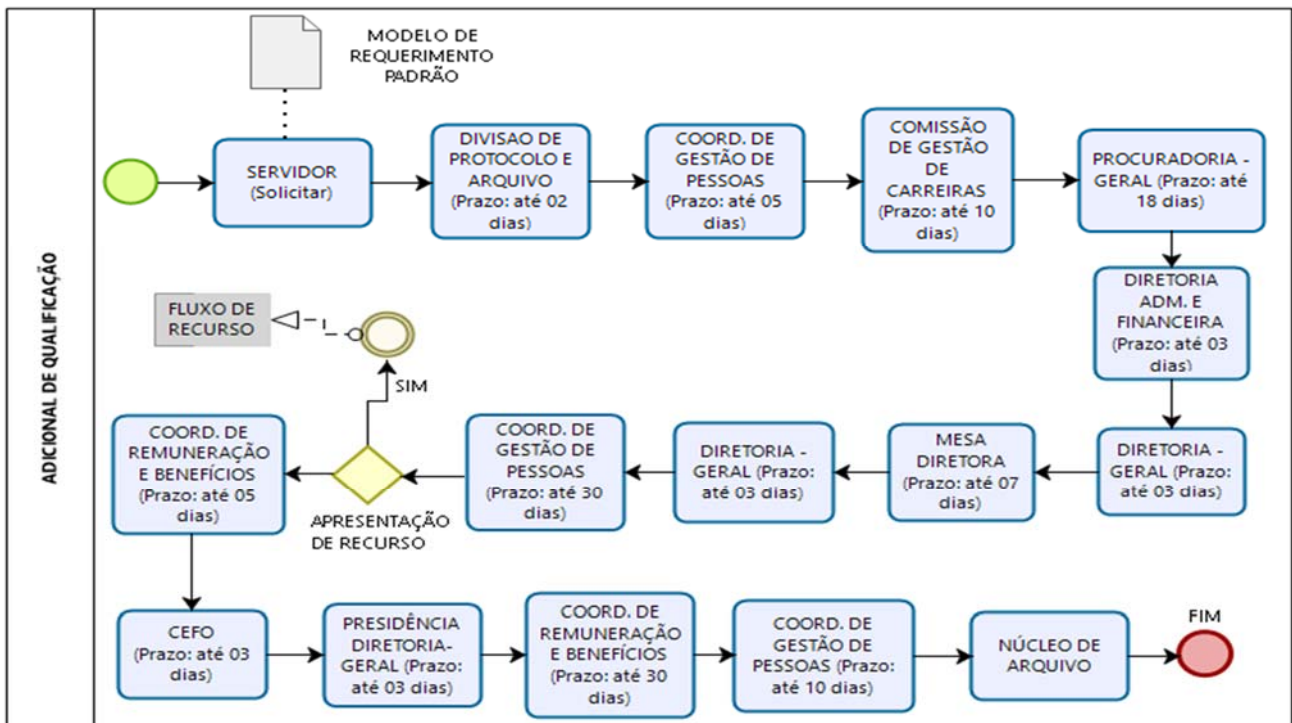 ADICIONAL DE QUALIFICAÇÃO
MODELO DE
REQUERIMENTO
PADRÃO
SERVIDOR
(Solicitar)
DIVISAO DE
PROTOCOLO E
ARQUIVO
(Prazo: até 02
dias)
COORD. DE
GESTÃO DE
PESSOAS
(Prazo: até 05
dias)
COMISSÃO
DE GESTÃO
DE
CARREIRAS
(Prazo: até 10
dias)
PROCURADORIA -
GERAL (Prazo: até
18 dias)
DIRETORIA
ADM. E
FINANCEIRA
(Prazo: até 03
dias)
DIRETORIA -
GERAL (Prazo:
até 03 dias)
MESA
DIRETORA
(Prazo: até 07
dias)
DIRETORIA -
GERAL (Prazo:
até 03 dias)
COORD. DE
GESTÃO DE
PESSOAS
(Prazo: até 30
dias)
APRESENTAÇÃO
DE RECURSO
SIM
FLUXO DE
RECURSO
COORD. DE
REMUNERAÇÃO
E BENEFÍCIOS
(Prazo: até 05
dias)
CEFO
(Prazo: até 03
dias)
PRESIDÊNCIA
DIRETORIA-
GERAL (Prazo:
até 03 dias)
COORD. DE
REMUNERAÇÃO
E BENEFÍCIOS
(Prazo: até 30
dias)
COORD. DE
GESTÃO DE
PESSOAS (Prazo:
até 10 dias)
NÚCLEO DE
ARQUIVO
FIM